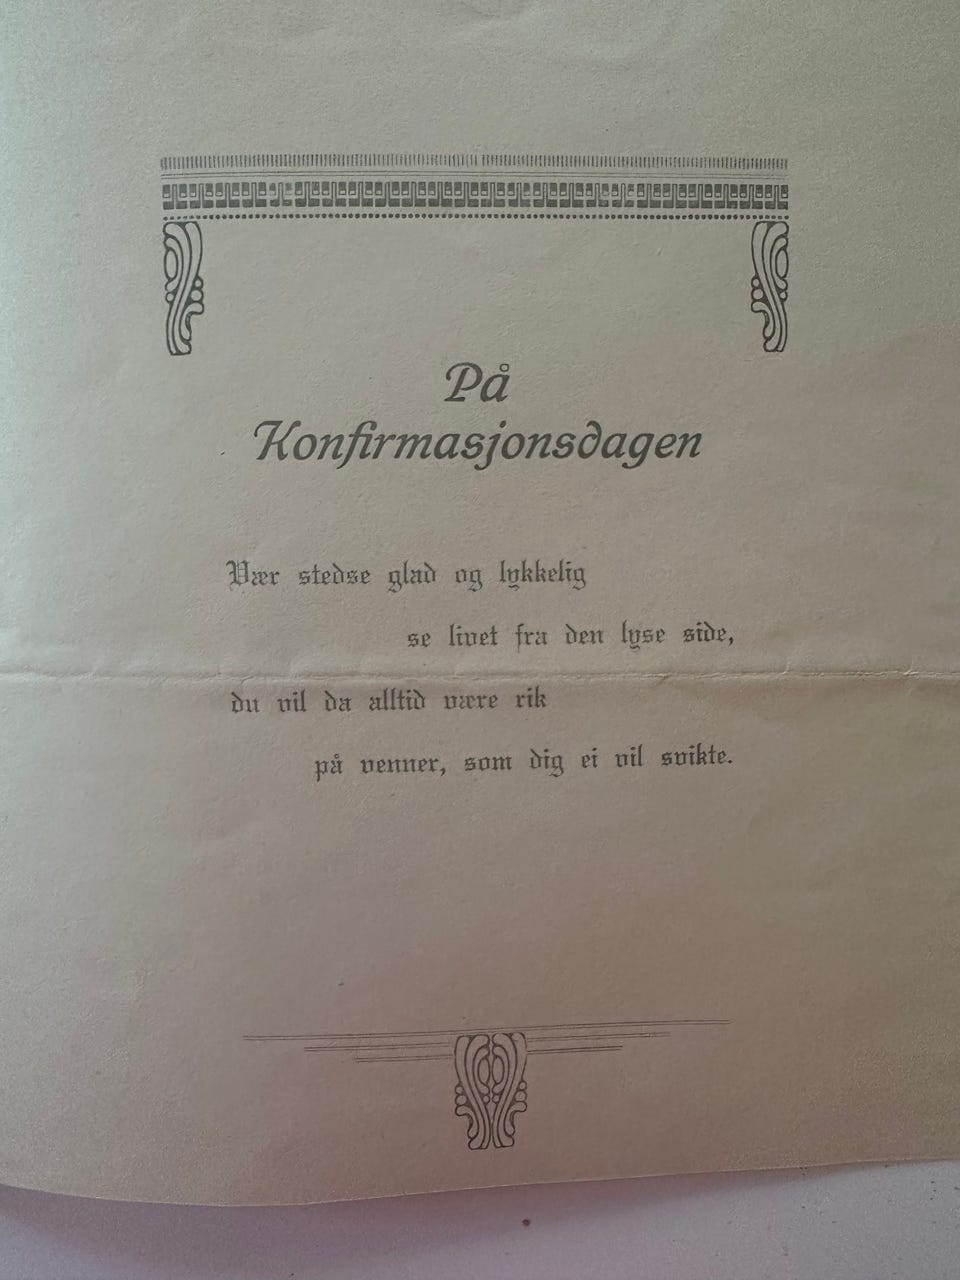 På
Konfirmasjonsdagen
Vær stedse glad og lykkelig
se livet fra den lyse side,
du vil da alltid være rik
på venner, som dig ei vil svikte.